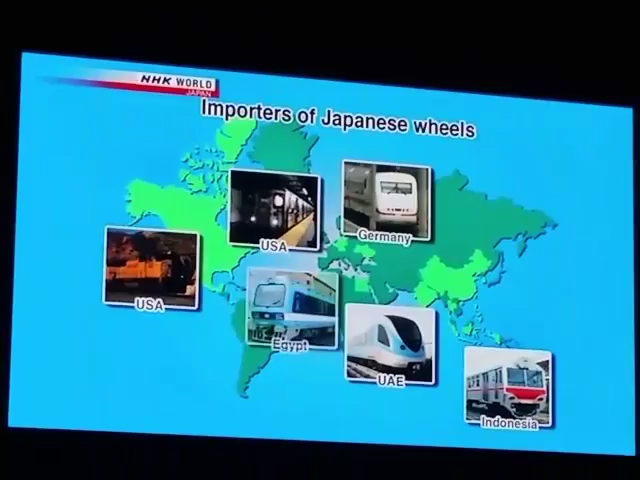 NHK WORLD
JAPAN
Importers of Japanese wheels
USA
Germany
USA
Egypt
UAE
Indonesia